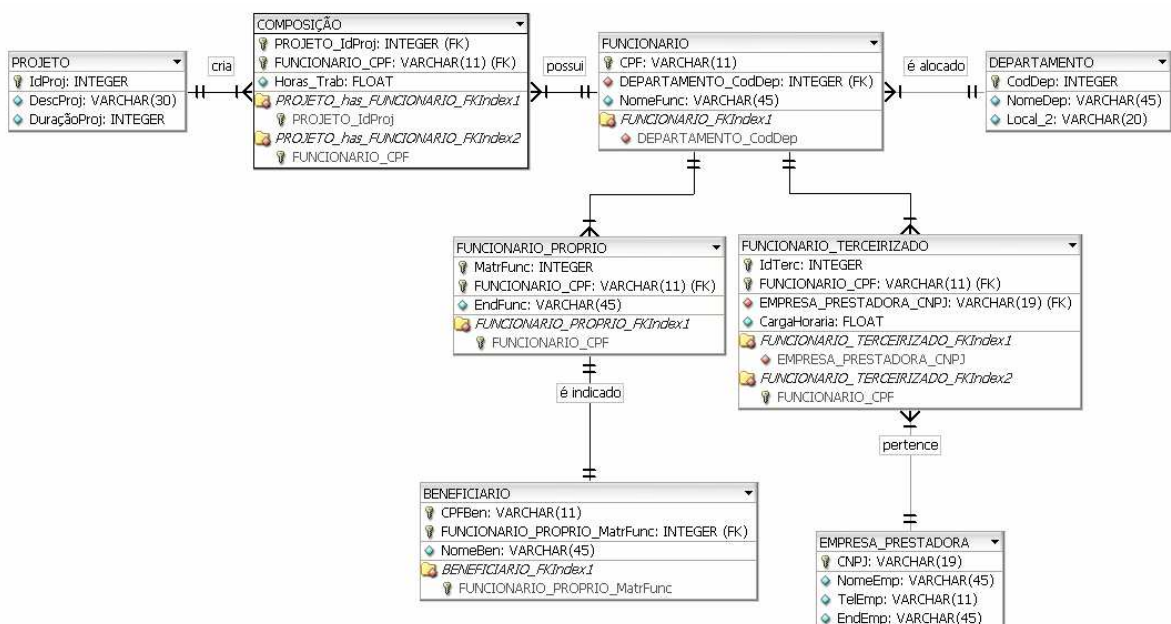 PROJETO
IdProj: INTEGER
DescProj: VARCHAR(30)
DuraçãoProj: INTEGER
cria
COMPOSIÇÃO
PROJETO_IdProj: INTEGER (FK)
FUNCIONARIO_CPF: VARCHAR(11) (FK)
Horas_Trab: FLOAT
PROJETO_has_FUNCIONARIO_FKIndex1
PROJETO_IdProj
PROJETO_has_FUNCIONARIO_FKIndex2
FUNCIONARIO_CPF
possui
FUNCIONARIO
CPF: VARCHAR(11)
DEPARTAMENTO_CodDep: INTEGER (FK)
NomeFunc: VARCHAR(45)
FUNCIONARIO_FKIndex1
DEPARTAMENTO_CodDep
é alocado
DEPARTAMENTO
CodDep: INTEGER
NomeDep: VARCHAR(45)
Local_2: VARCHAR(20)
FUNCIONARIO_PROPRIO
MatrFunc: INTEGER
FUNCIONARIO_CPF: VARCHAR(11) (FK)
EndFunc: VARCHAR(45)
FUNCIONARIO_PROPRIO_FKIndex1
FUNCIONARIO_CPF
FUNCIONARIO_TERCEIRIZADO
IdTerc: INTEGER
FUNCIONARIO_CPF: VARCHAR(11) (FK)
EMPRESA_PRESTADORA_CNPJ: VARCHAR(19) (FK)
CargaHoraria: FLOAT
FUNCIONARIO_TERCEIRIZADO_FKIndex1
EMPRESA_PRESTADORA_CNPJ
FUNCIONARIO_TERCEIRIZADO_FKIndex2
FUNCIONARIO_CPF
é indicado
pertence
BENEFICIARIO
CPFBen: VARCHAR(11)
FUNCIONARIO_PROPRIO_MatrFunc: INTEGER (FK)
NomeBen: VARCHAR(45)
BENEFICIARIO_FKIndex1
FUNCIONARIO_PROPRIO_MatrFunc
EMPRESA_PRESTADORA
CNPJ: VARCHAR(19)
NomeEmp: VARCHAR(45)
TelEmp: VARCHAR(11)
EndEmp: VARCHAR(45)